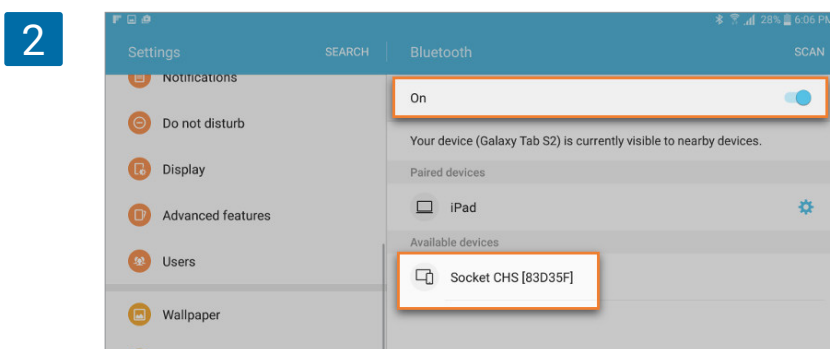 2
28% 6:06 PM
Settings SEARCH Bluetooth SCAN
Notifications
Do not disturb
Display
Advanced features
Users
Wallpaper
On
Your device (Galaxy Tab S2) is currently visible to nearby devices.
Paired devices
iPad
Available devices
Socket CHS [83D35F]